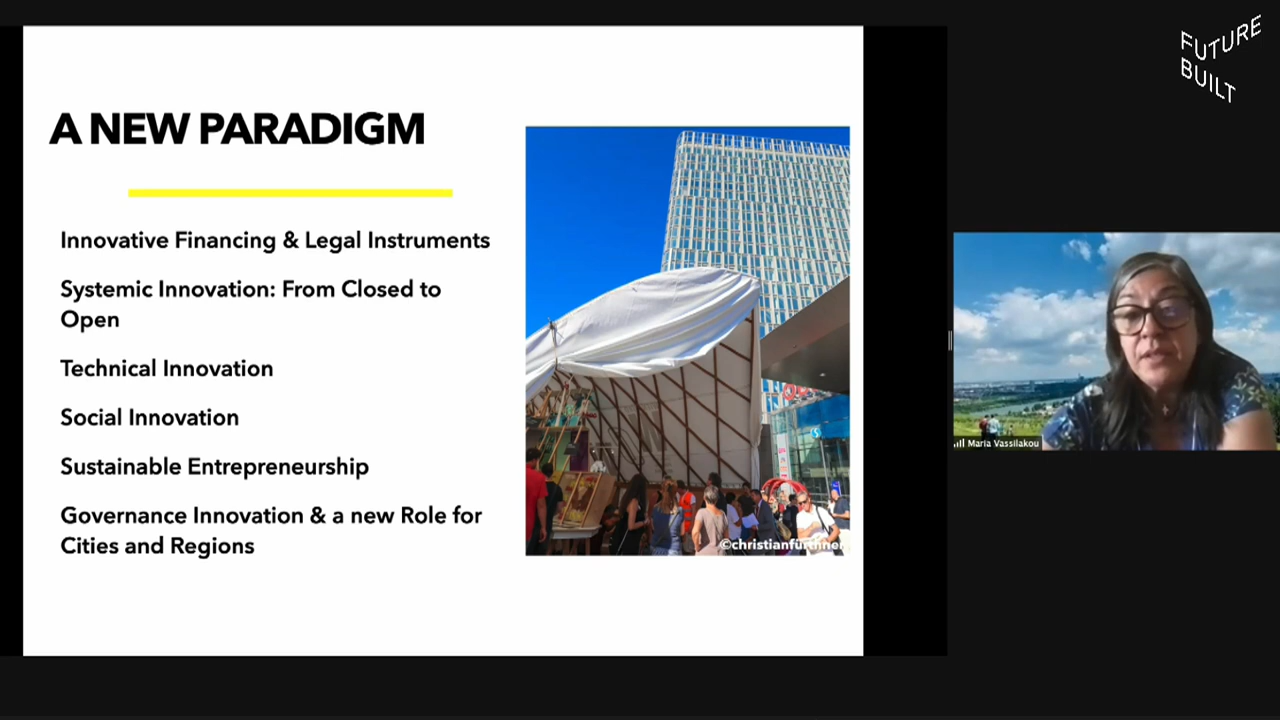 A NEW PARADIGM
Innovative Financing & Legal Instruments
Systemic Innovation: From Closed to
Open
Technical Innovation
Social Innovation
Sustainable Entrepreneurship
Governance Innovation & a new Role for
Cities and Regions
©christianfürthner
FUTURE
BUILT
Maria Vassilakou